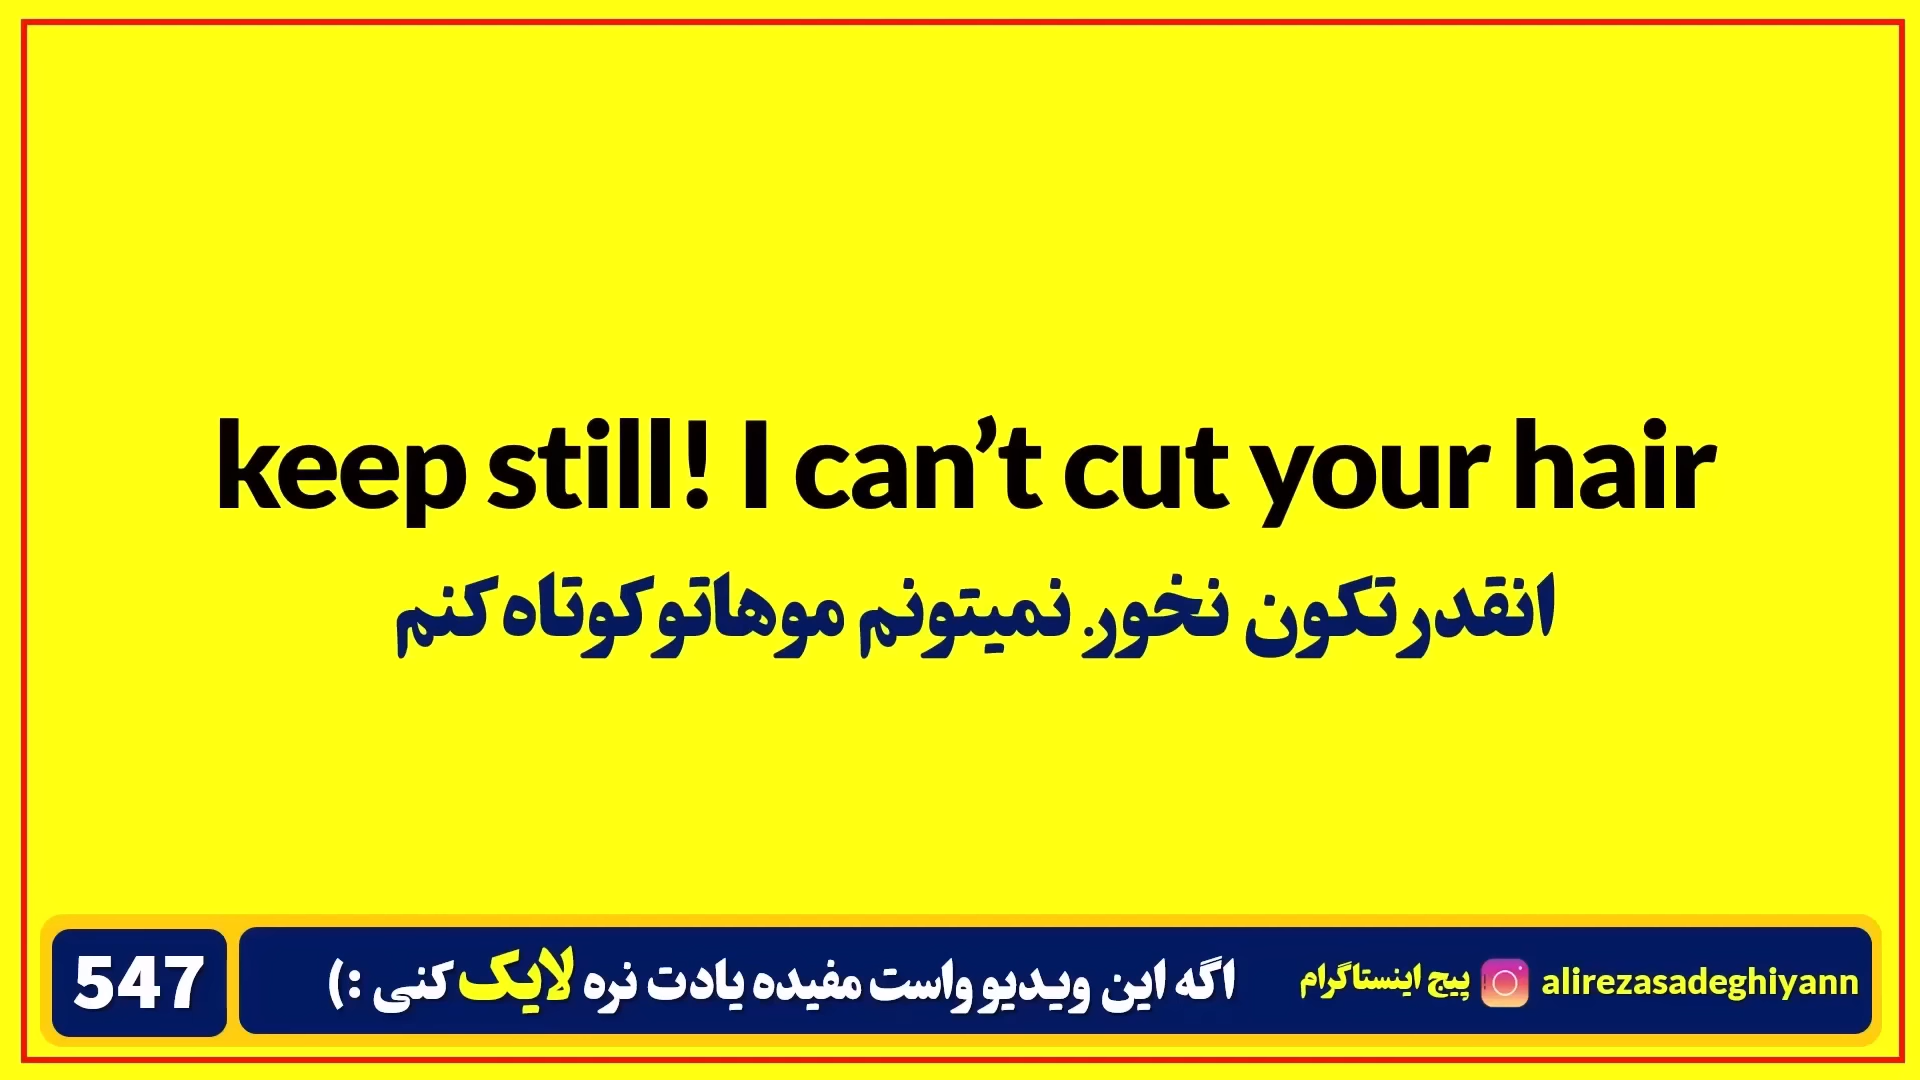 keep still! I can’t cut your hair
انقدر تکون نخور. نمیتونم موهاتو کوتاه کنم
547
اگه این ویدیو واست مفیده یادت نره لایک کنی :)
پیج اینستاگرام alirezasadeghiyann